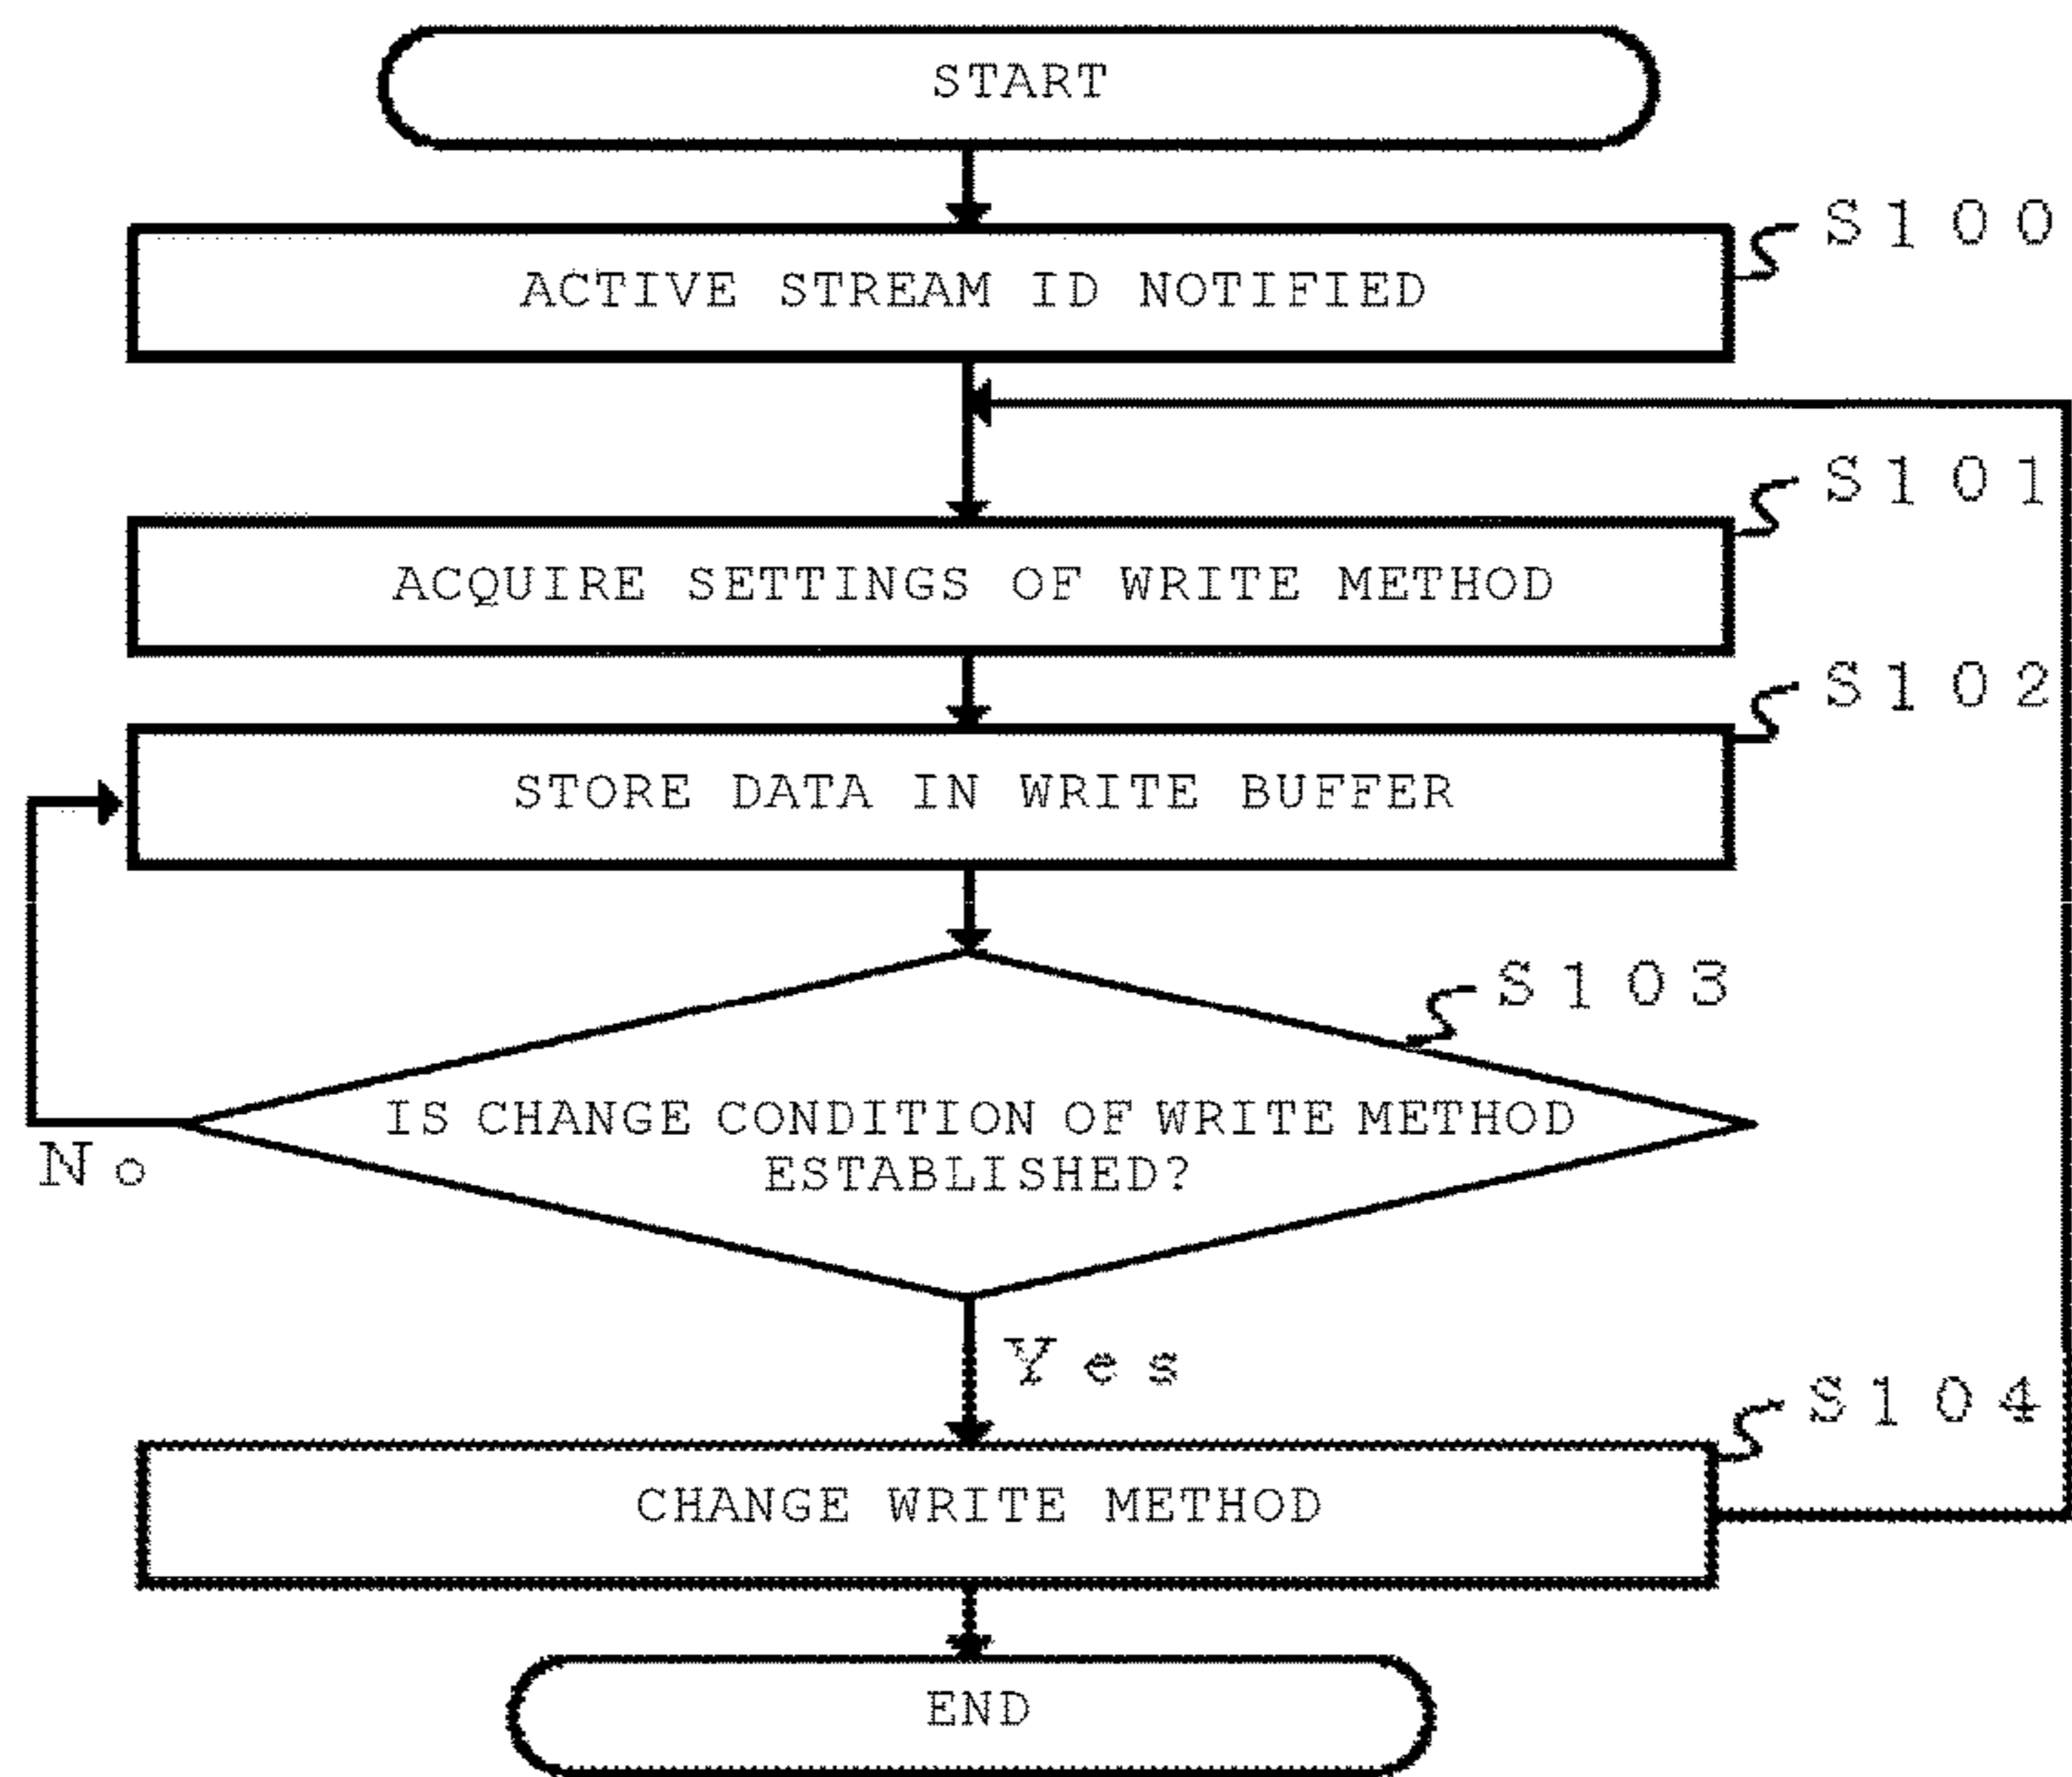 START
S100
ACTIVE STREAM ID NOTIFIED
S101
ACQUIRE SETTINGS OF WRITE METHOD
S102
STORE DATA IN WRITE BUFFER
S103
IS CHANGE CONDITION OF WRITE METHOD
ESTABLISHED?
No
Yes
S104
CHANGE WRITE METHOD
END